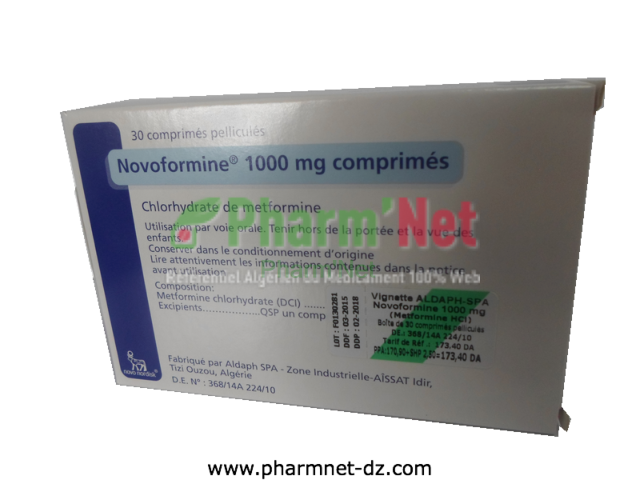 30 comprimés pelliculés
Novoformine® 1000 mg comprimés
Chlorhydrate de metformine
Pharm'Net
Utilisation par voie orale. Tenir hors de la portée et la vue des
enfants
Conserver dans le conditionnement d'origine
Lire attentivement les informations contenues dans la
avant utilisation
Référentiel Algérien du Médicament 100% Web
Composition:
Metformine chlorhydrate (DCI) ......
Excipients..................QSP un comp
LOT : F0130281
DDF : 03-2015
DDP : 02-2018
Vignette ALDAPH-SPA
Novoformine 1000 mg
(Metformine HCl)
Boîte de 30 comprimés pelliculés
DE : 368/14A 224/10
Tarif de Réf : 173,40 DA
PPA:170,90+SHP 2,50=173,40 DA
novo nordisk
Fabriqué par Aldaph SPA - Zone Industrielle-AÏSSAT Idir,
Tizi Ouzou, Algérie
D.E. N° : 368/14A 224/10
www.pharmnet-dz.com